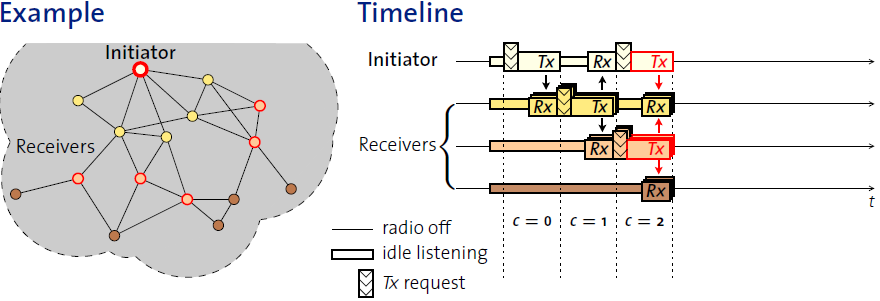 Example
Timeline
Initiator
Receivers
Initiator
Tx
Rx
Tx
Rx
Tx
Rx
Receivers
Rx
Tx
Rx
t
c = 0
c = 1
c = 2
radio off
idle listening
Tx request